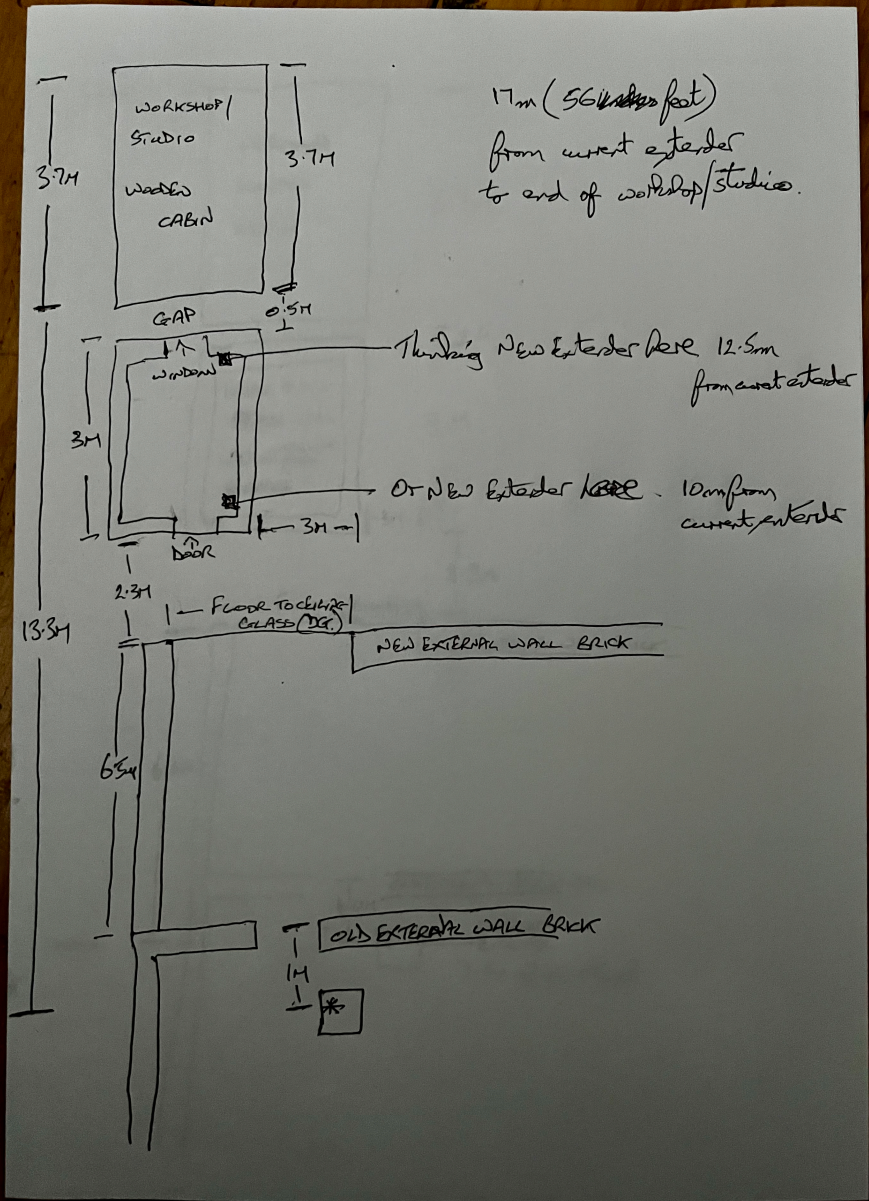 17m (56 feet)
from current extender
to end of workshop/studio.
WORKSHOP/
STUDIO
WOODEN
CABIN
3.7M
3.7M
GAP
0.5M
WINDOW
Thinking New Extender here 12.5m
from current extender
3M
Or New Extender here. 10m from
current extender
3M
DOOR
2.3M
FLOOR TO CEILING
GLASS (DG.)
13.3M
NEW EXTERNAL WALL BRICK
6.5M
OLD EXTERNAL WALL BRICK
1M
*